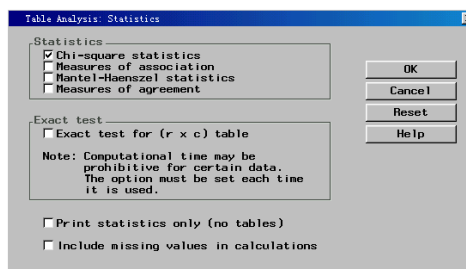 Table Analysis: Statistics
Statistics
Chi-square statistics
Measures of association
Mantel-Haenszel statistics
Measures of agreement
OK
Cancel
Reset
Help
Exact test
Exact test for (r x c) table
Note: Computational time may be
prohibitive for certain data.
The option must be set each time
it is used.
Print statistics only (no tables)
Include missing values in calculations